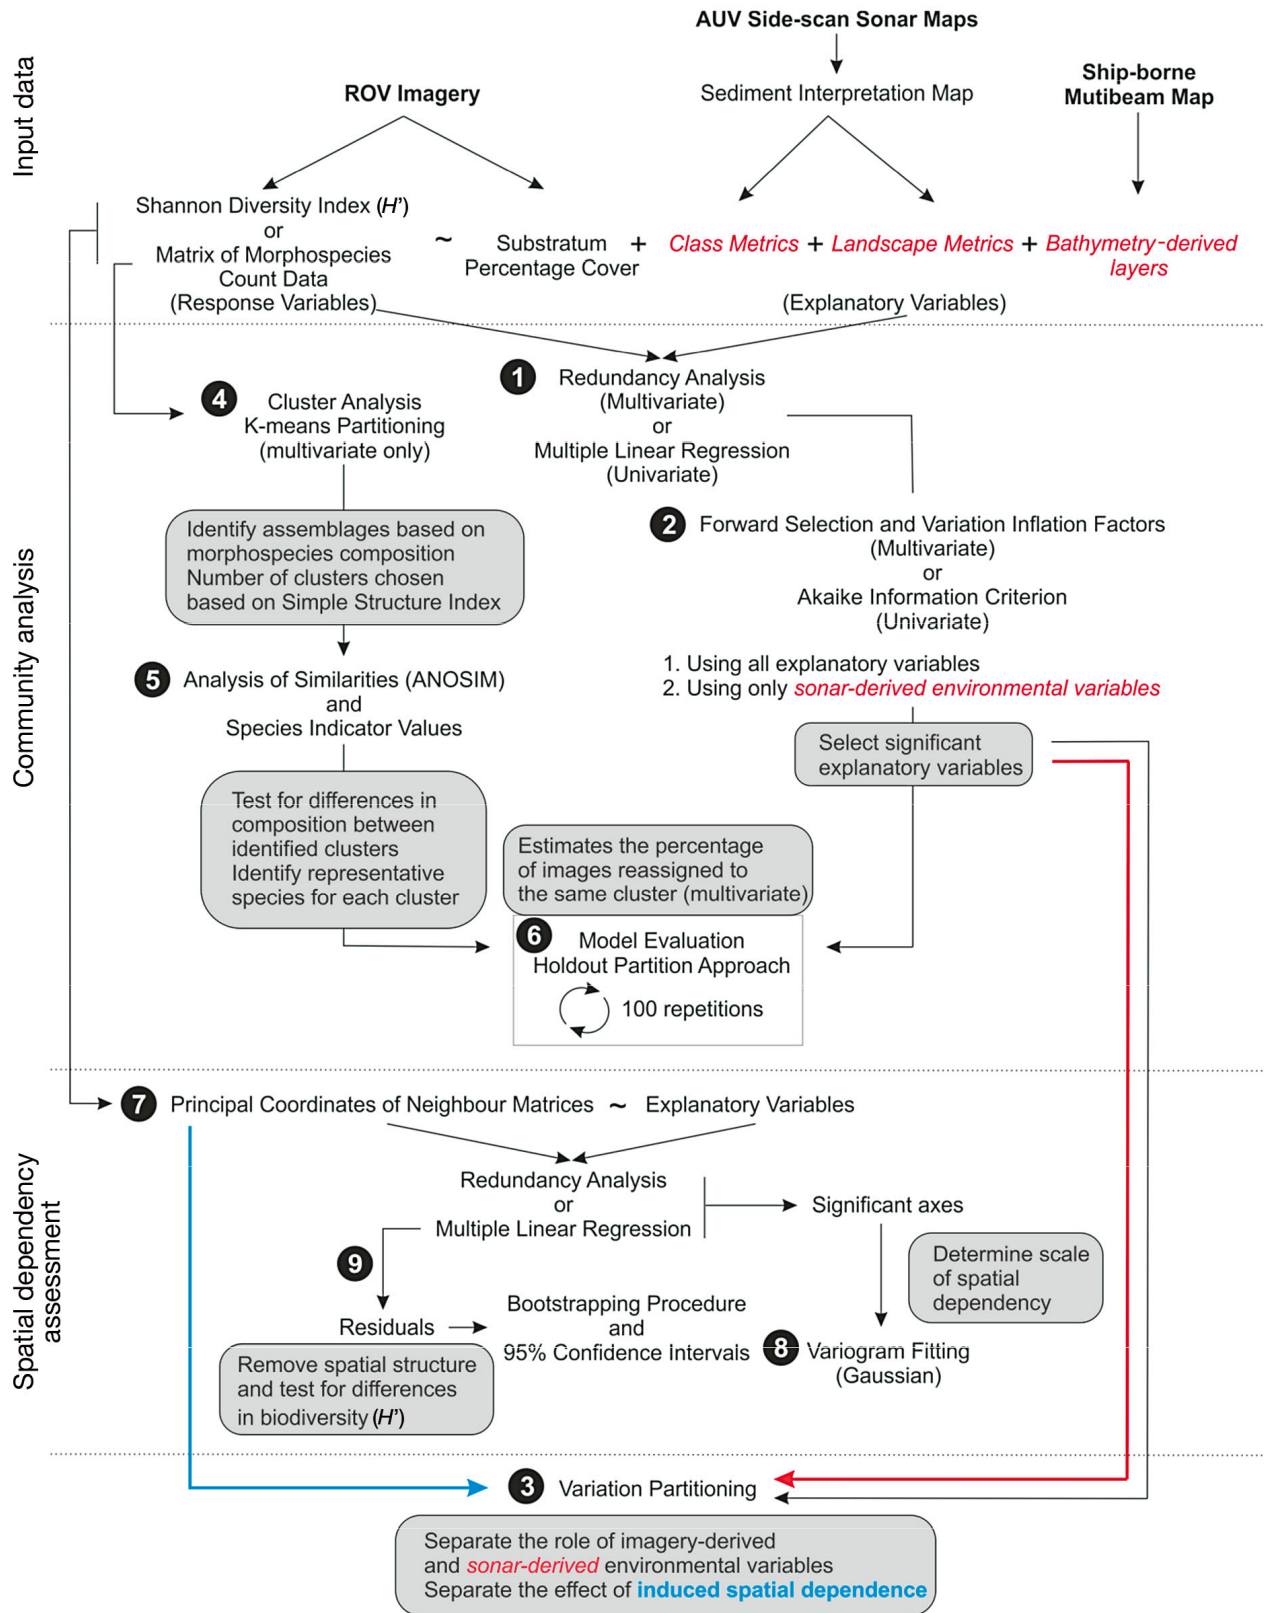 AUV Side-scan Sonar Maps
Input data
ROV Imagery
Sediment Interpretation Map
Ship-borne
Mutibeam Map
Shannon Diversity Index (H')
or
Matrix of Morphospecies
Count Data
(Response Variables)
~
Substratum
Percentage Cover
+
Class Metrics
+
Landscape Metrics
+
Bathymetry-derived
layers
(Explanatory Variables)
Community analysis
1
Redundancy Analysis
(Multivariate)
or
Multiple Linear Regression
(Univariate)
4
Cluster Analysis
K-means Partitioning
(multivariate only)
2
Forward Selection and Variation Inflation Factors
(Multivariate)
or
Akaike Information Criterion
(Univariate)
Identify assemblages based on
morphospecies composition
Number of clusters chosen
based on Simple Structure Index
1. Using all explanatory variables
2. Using only sonar-derived environmental variables
5
Analysis of Similarities (ANOSIM)
and
Species Indicator Values
Select significant
explanatory variables
Test for differences in
composition between
identified clusters
Identify representative
species for each cluster
Estimates the percentage
of images reassigned to
the same cluster (multivariate)
6
Model Evaluation
Holdout Partition Approach
100 repetitions
Spatial dependency
assessment
7
Principal Coordinates of Neighbour Matrices ~ Explanatory Variables
Redundancy Analysis
or
Multiple Linear Regression
Significant axes
9
Determine scale
of spatial
dependency
Residuals
Bootstrapping Procedure
and
95% Confidence Intervals
8
Variogram Fitting
(Gaussian)
Remove spatial structure
and test for differences
in biodiversity (H')
3
Variation Partitioning
Separate the role of imagery-derived
and sonar-derived environmental variables
Separate the effect of induced spatial dependence